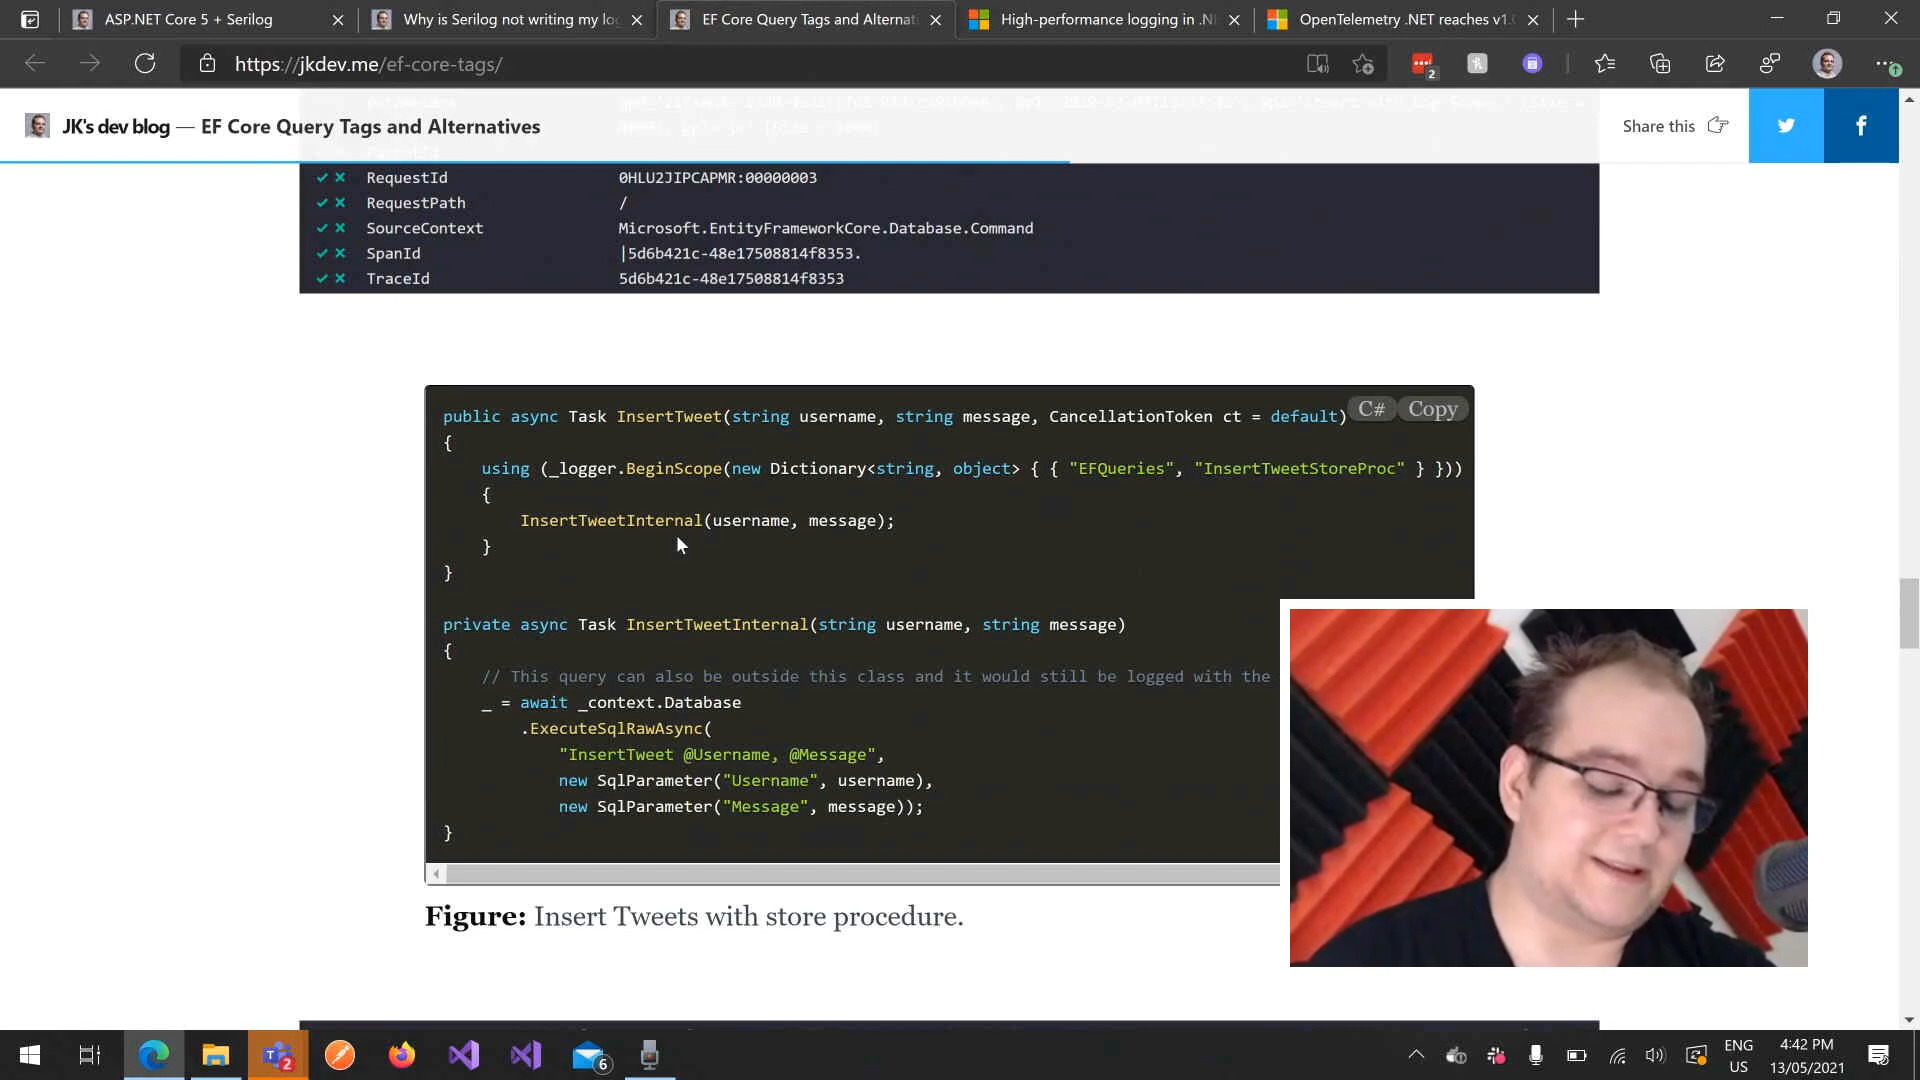 ASP.NET Core 5 + Serilog
Why is Serilog not writing my lo
EF Core Query Tags and Alternat
High-performance logging in .N
OpenTelemetry .NET reaches v1.
https://jkdev.me/ef-core-tags/
2
JK's dev blog — EF Core Query Tags and Alternatives
Share this
RequestId 0HLU2JIPCAPMR:00000003
RequestPath /
SourceContext Microsoft.EntityFrameworkCore.Database.Command
SpanId |5d6b421c-48e17508814f8353.
TraceId 5d6b421c-48e17508814f8353
C# Copy
public async Task InsertTweet(string username, string message, CancellationToken ct = default)
{
using (_logger.BeginScope(new Dictionary<string, object> { { "EFQueries", "InsertTweetStoreProc" } }))
{
InsertTweetInternal(username, message);
}
}
private async Task InsertTweetInternal(string username, string message)
{
// This query can also be outside this class and it would still be logged with the
_ = await _context.Database
.ExecuteSqlRawAsync(
"InsertTweet @Username, @Message",
new SqlParameter("Username", username),
new SqlParameter("Message", message));
}
Figure: Insert Tweets with store procedure.
2
6
ENG
US
4:42 PM
13/05/2021